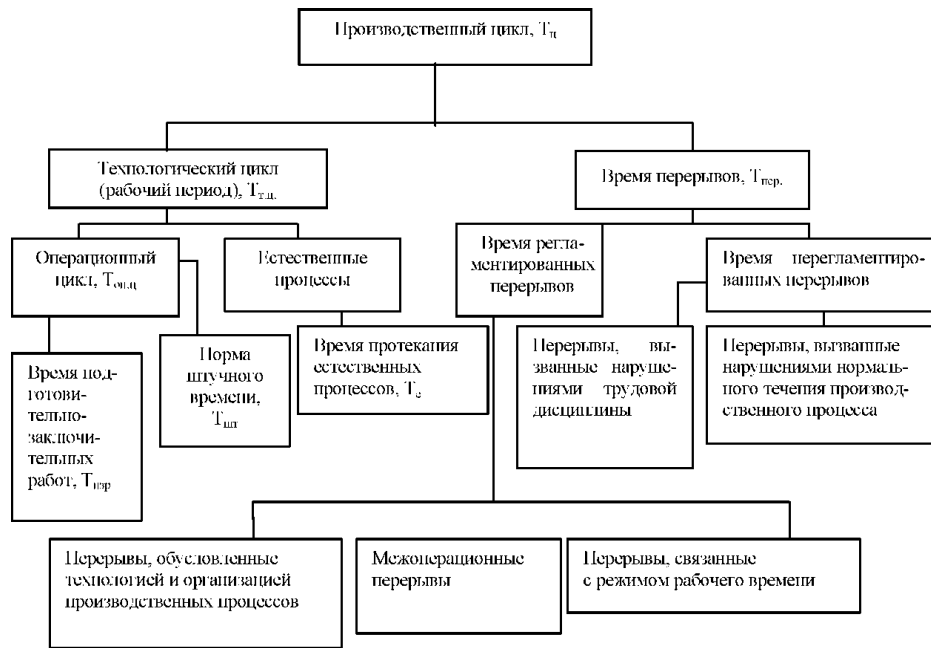 Производственный цикл, Тц
Технологический цикл
(рабочий период), Тт.ц.
Время перерывов, Тпер.
Операционный
цикл, Топ.ц
Естественные
процессы
Время регла-
ментированных
перерывов
Время нерегламентиро-
ванных перерывов
Время под-
готовительно-
заключи-
тельных
работ, Тпзр
Норма
штучного
времени,
Тшт
Время протекания
естественных
процессов, Те
Перерывы, вы-
званные наруше-
ниями трудовой
дисциплины
Перерывы, вызванные
нарушениями нормаль-
ного течения производ-
ственного процесса
Перерывы, обусловленные
технологией и организацией
производственных процессов
Межоперационные
перерывы
Перерывы, связанные
с режимом рабочего времени